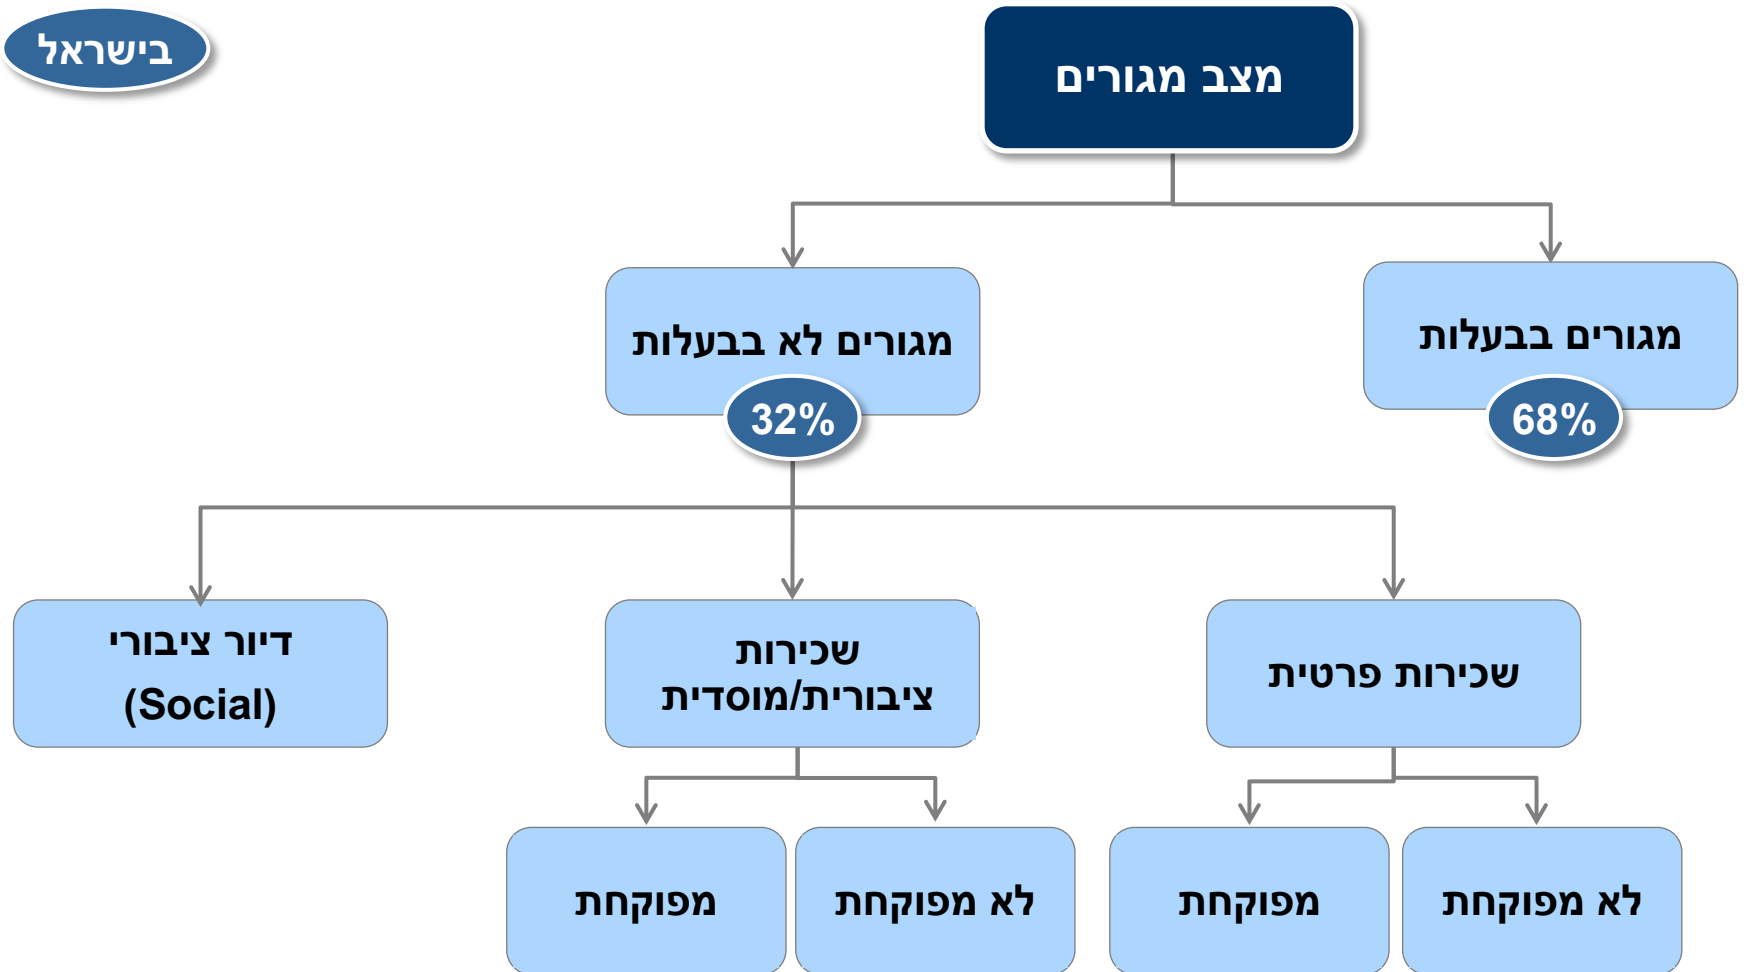 בישראל
מצב מגורים
מגורים בבעלות
68%
מגורים לא בבעלות
32%
שכירות פרטית
שכירות
ציבורית/מוסדית
דיור ציבורי
(Social)
לא מפוקחת
מפוקחת
לא מפוקחת
מפוקחת